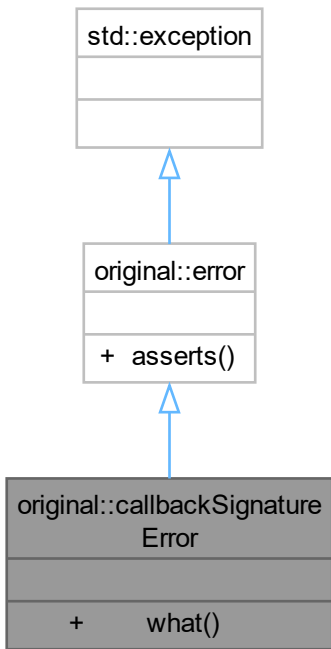 std::exception
original::error
+ asserts()
original::callbackSignature
Error
+ what()